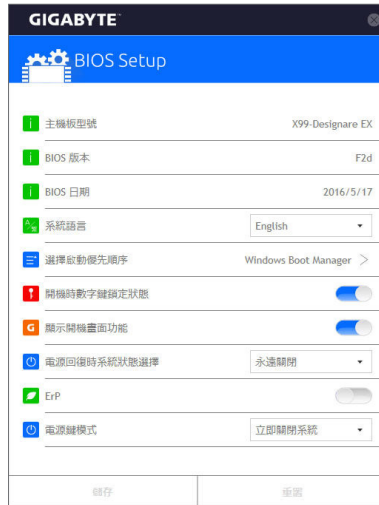 GIGABYTE™
BIOS Setup
主機板型號 X99-Designare EX
BIOS 版本 F2d
BIOS 日期 2016/5/17
系統語言 English
選擇啟動優先順序 Windows Boot Manager >
開機時數字鍵鎖定狀態
G 顯示開機畫面功能
電源回復時系統狀態選擇 永遠關閉
ErP
電源鍵模式 立即關閉系統
儲存 重置